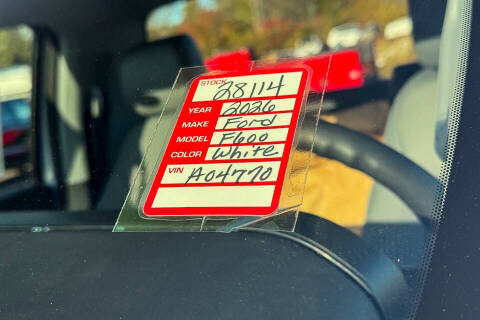 STOCK 28114
YEAR 2026
MAKE Ford
MODEL F600
COLOR White
VIN A04770